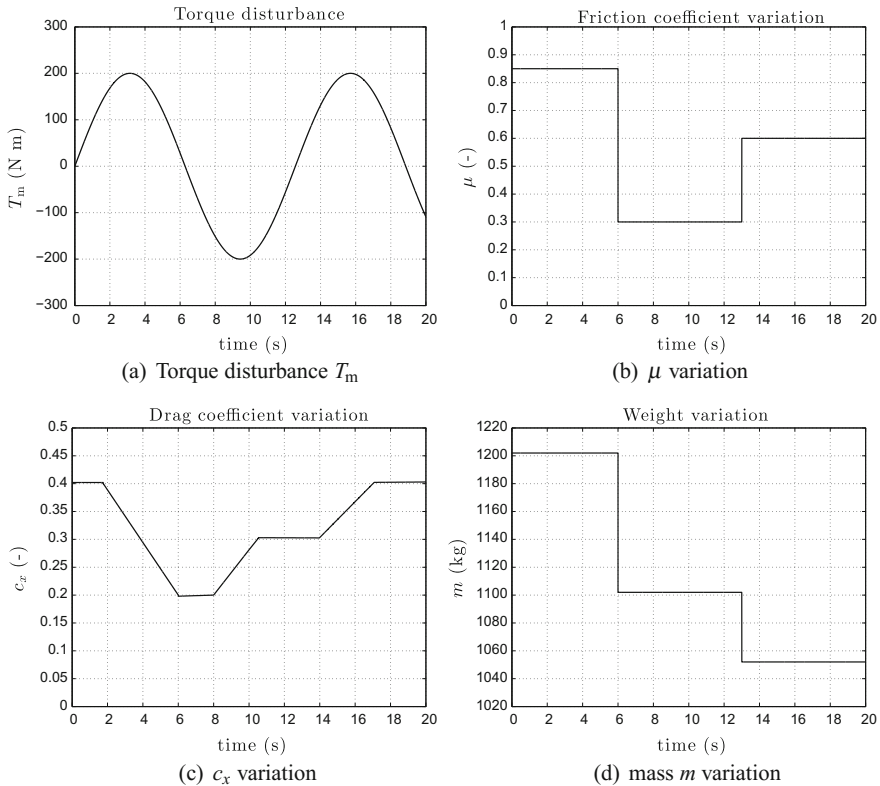 Torque disturbance
300
200
100
0
−100
−200
−300
T_m (N m)
0 2 4 6 8 10 12 14 16 18 20
time (s)
(a) Torque disturbance T_m
Friction coefficient variation
1
0.9
0.8
0.7
0.6
0.5
0.4
0.3
0.2
0.1
0
μ (-)
0 2 4 6 8 10 12 14 16 18 20
time (s)
(b) μ variation
Drag coefficient variation
0.5
0.45
0.4
0.35
0.3
0.25
0.2
0.15
0.1
0.05
0
c_x (-)
0 2 4 6 8 10 12 14 16 18 20
time (s)
(c) c_x variation
Weight variation
1220
1200
1180
1160
1140
1120
1100
1080
1060
1040
1020
m (kg)
0 2 4 6 8 10 12 14 16 18 20
time (s)
(d) mass m variation